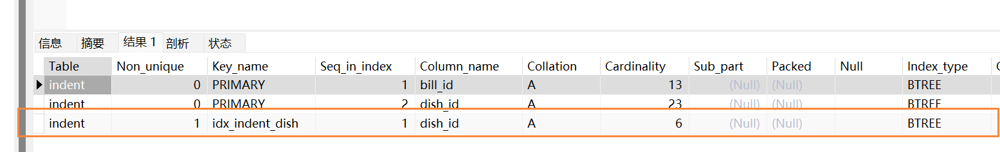 信息 摘要 结果 1 剖析 状态
Table Non_unique Key_name Seq_in_index Column_name Collation Cardinality Sub_part Packed Null Index_type
indent 0 PRIMARY 1 bill_id A 13 (Null) (Null) BTREE
indent 0 PRIMARY 2 dish_id A 23 (Null) (Null) BTREE
indent 1 idx_indent_dish 1 dish_id A 6 (Null) (Null) BTREE